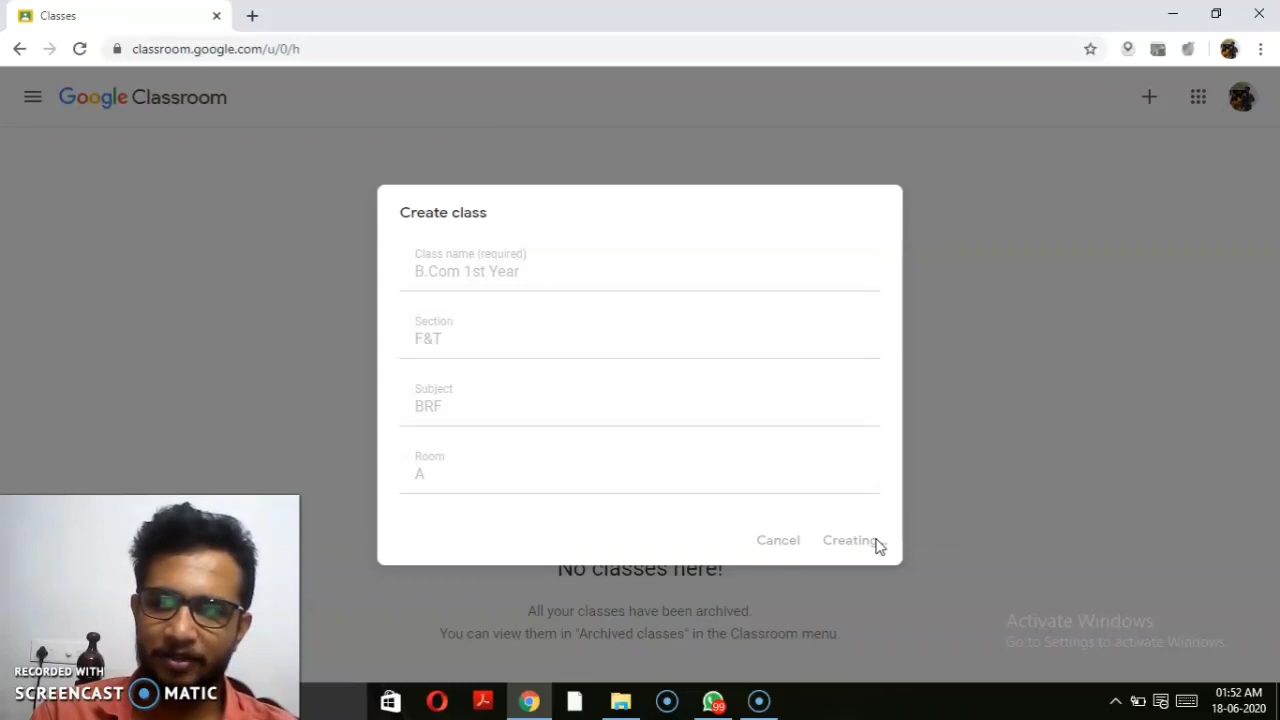 Classes
classroom.google.com/u/0/h
Google Classroom
Create class
Class name (required)
B.Com 1st Year
Section
F&T
Subject
BRF
Room
A
Cancel
Creating...
No classes here!
All your classes have been archived.
You can view them in "Archived classes" in the Classroom menu.
Activate Windows
Go to Settings to activate Windows.
RECORDED WITH
SCREENCAST MATIC
99
01:52 AM
18-06-2020